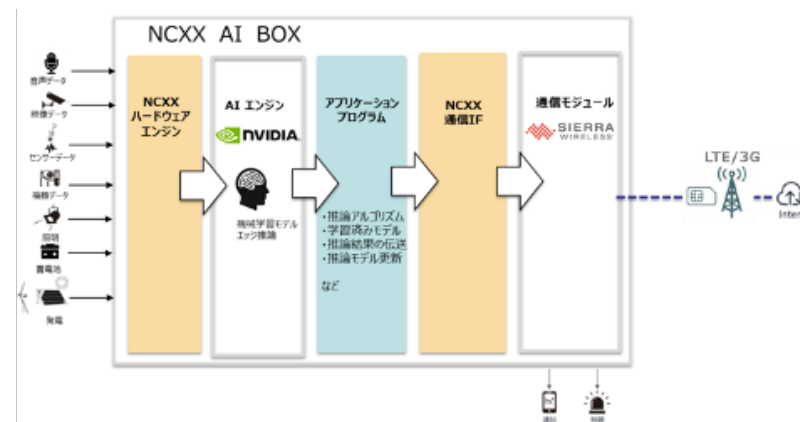 NCXX AI BOX
音声データ
映像データ
センサーデータ
機器データ
照明
蓄電池
発電
NCXX
ハードウェア
エンジン
AI エンジン
NVIDIA
機械学習モデル
エッジ推論
アプリケーション
プログラム
・推論アルゴリズム
・学習済みモデル
・推論結果の伝送
・推論モデル更新
など
NCXX
通信IF
通信モジュール
SIERRA
WIRELESS
LTE/3G
Inter